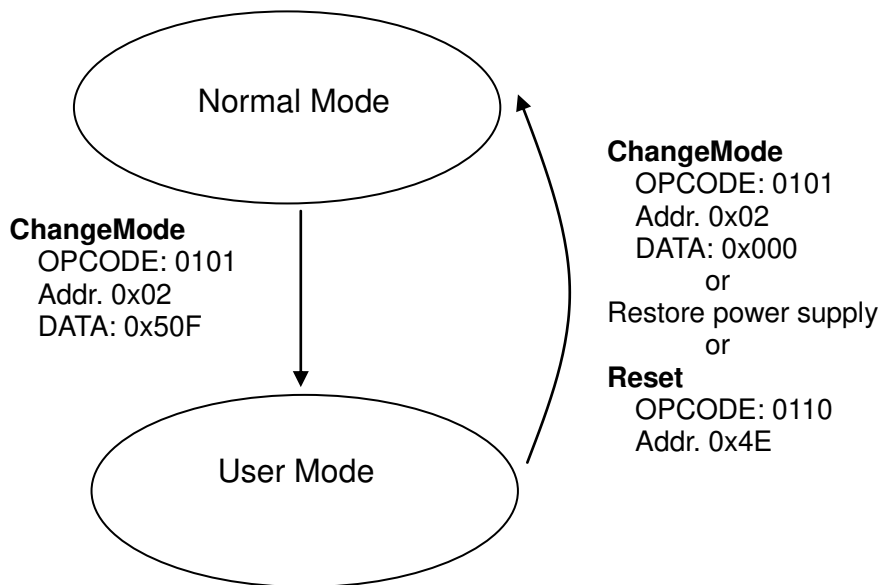 Normal Mode
ChangeMode
OPCODE: 0101
Addr. 0x02
DATA: 0x50F
ChangeMode
OPCODE: 0101
Addr. 0x02
DATA: 0x000
or
Restore power supply
or
Reset
OPCODE: 0110
Addr. 0x4E
User Mode